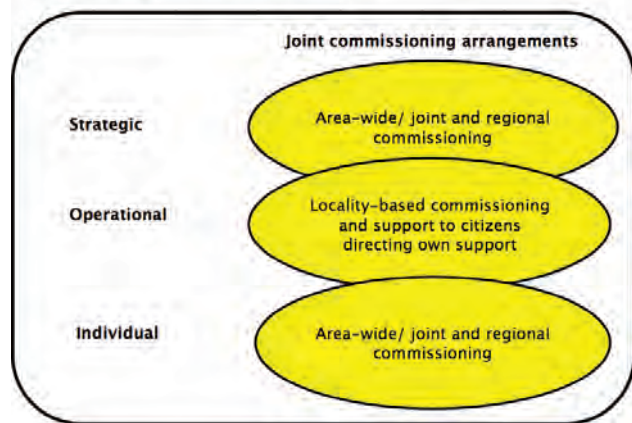 Joint commissioning arrangements
Strategic
Area-wide/ joint and regional
commissioning
Operational
Locality-based commissioning
and support to citizens
directing own support
Individual
Area-wide/ joint and regional
commissioning